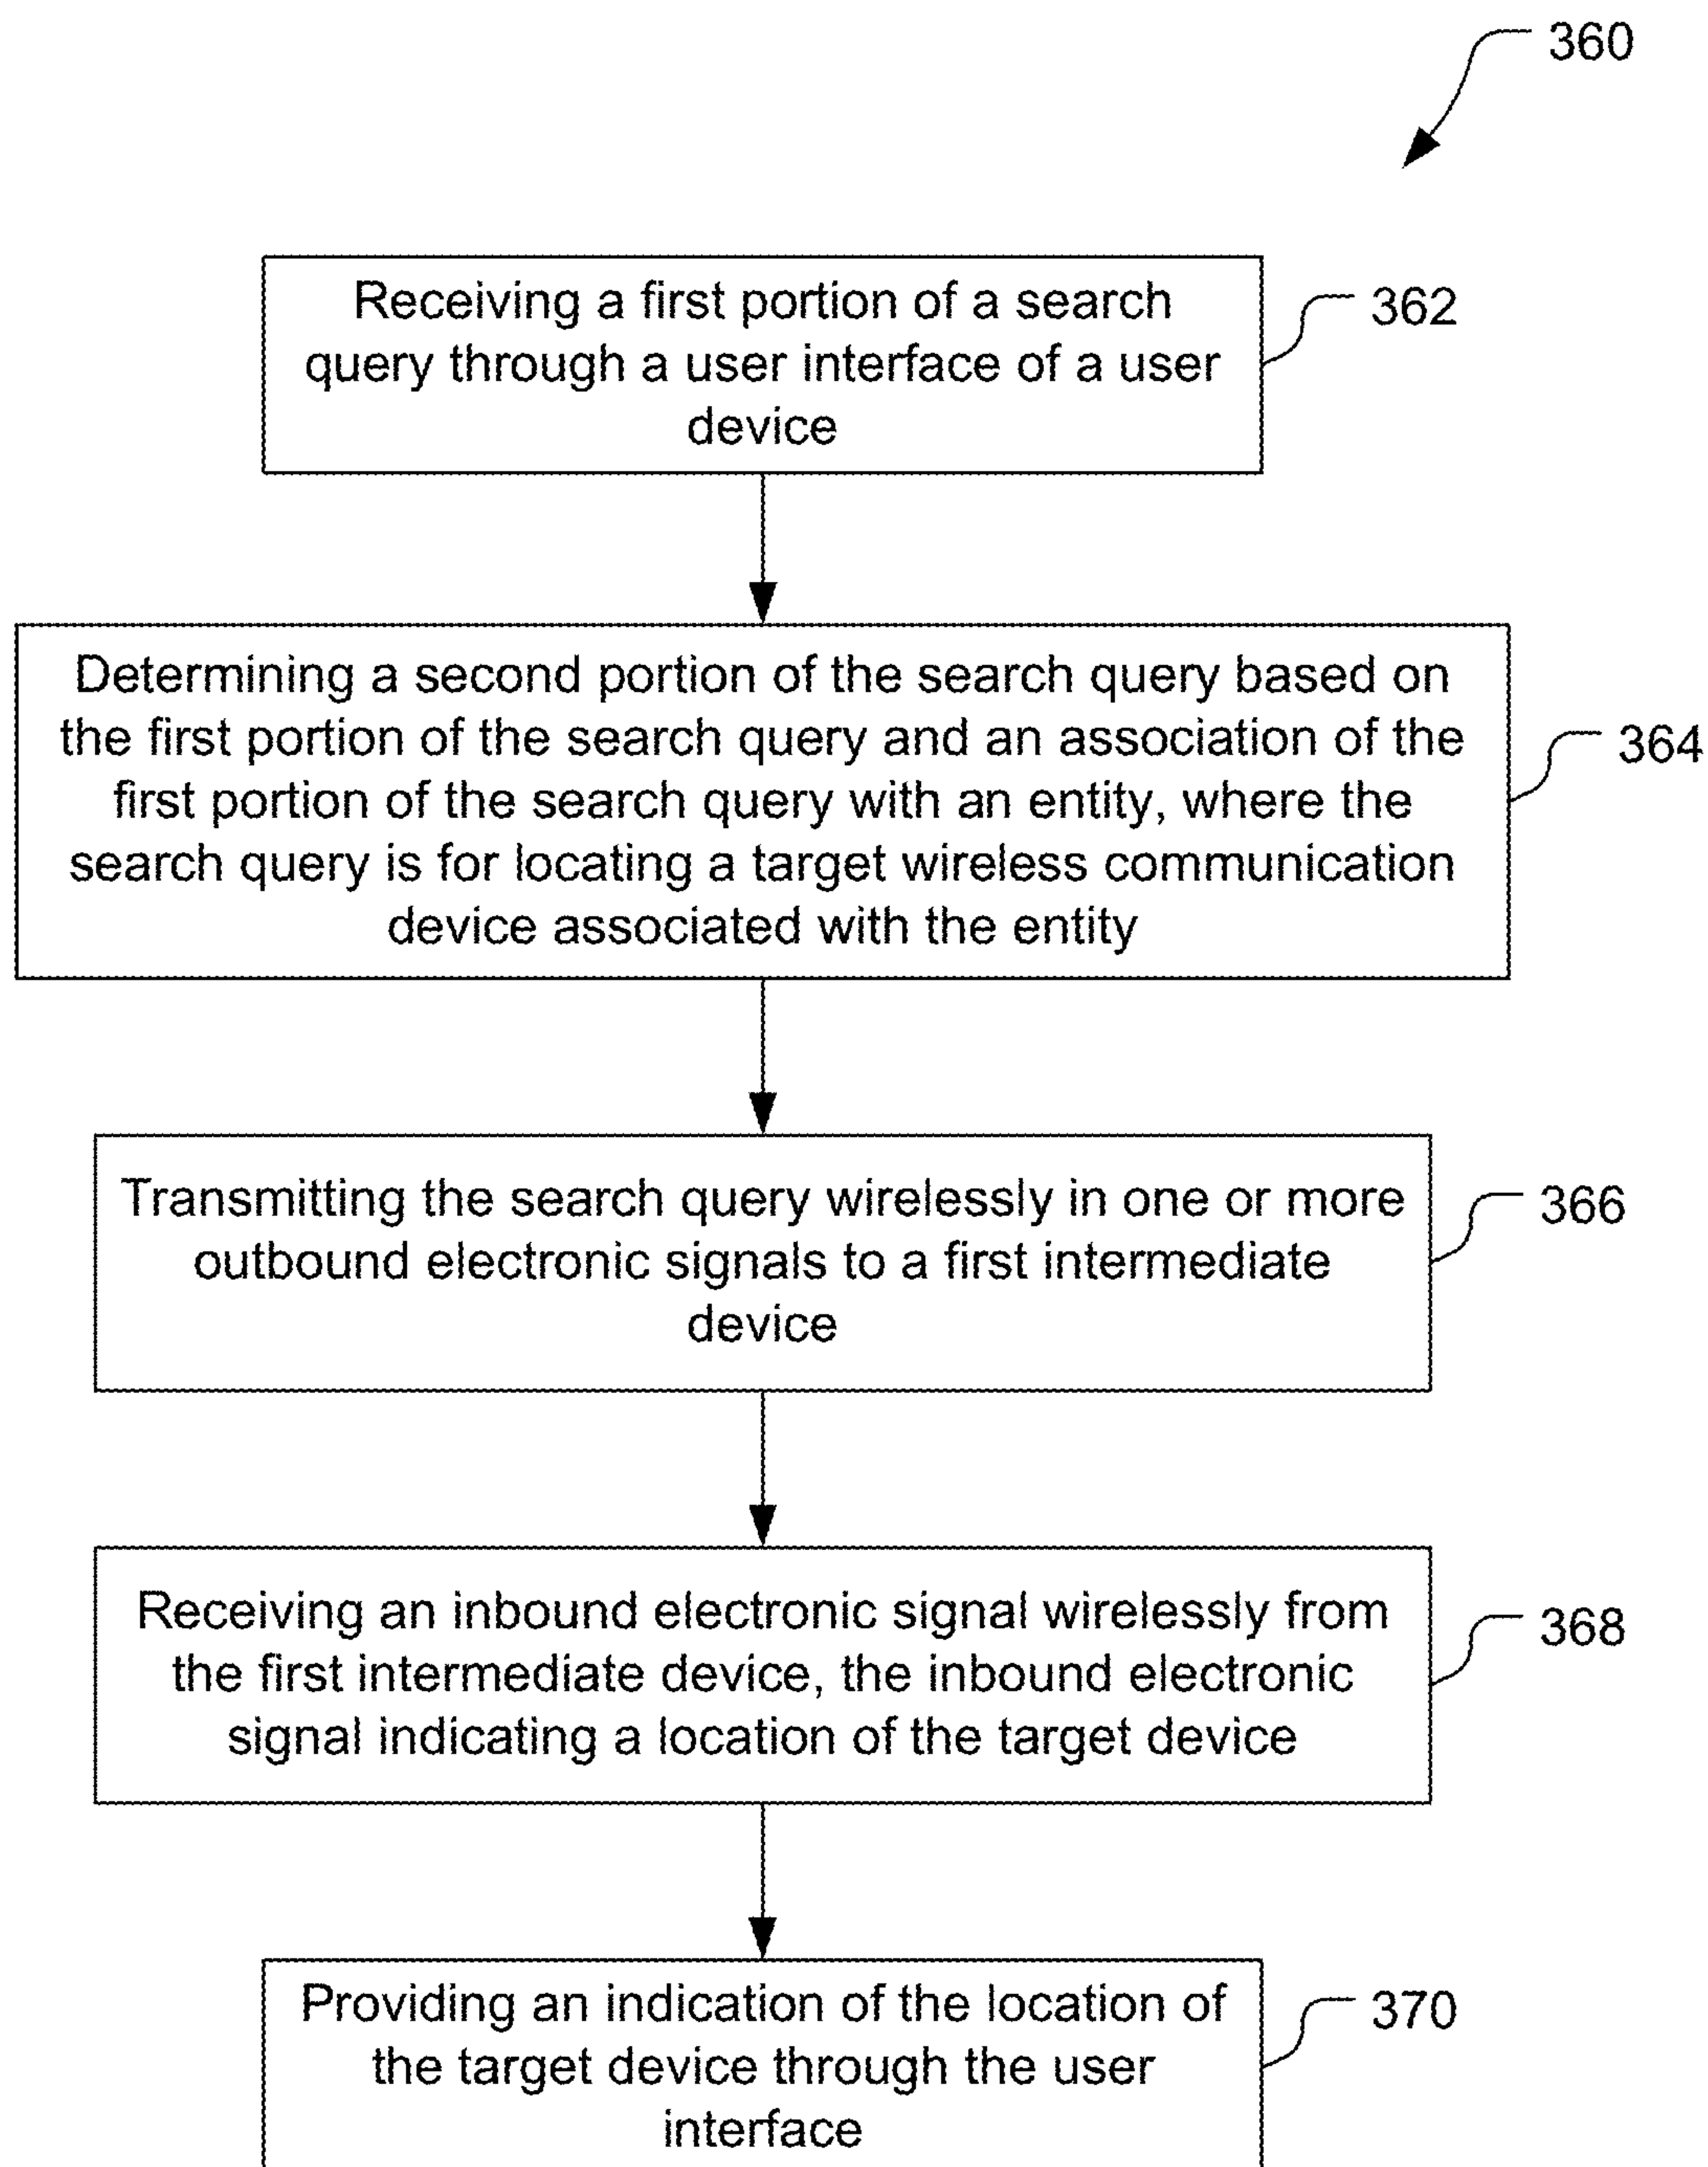 360
Receiving a first portion of a search
query through a user interface of a user
device
362
Determining a second portion of the search query based on
the first portion of the search query and an association of the
first portion of the search query with an entity, where the
search query is for locating a target wireless communication
device associated with the entity
364
Transmitting the search query wirelessly in one or more
outbound electronic signals to a first intermediate
device
366
Receiving an inbound electronic signal wirelessly from
the first intermediate device, the inbound electronic
signal indicating a location of the target device
368
Providing an indication of the location of
the target device through the user
interface
370